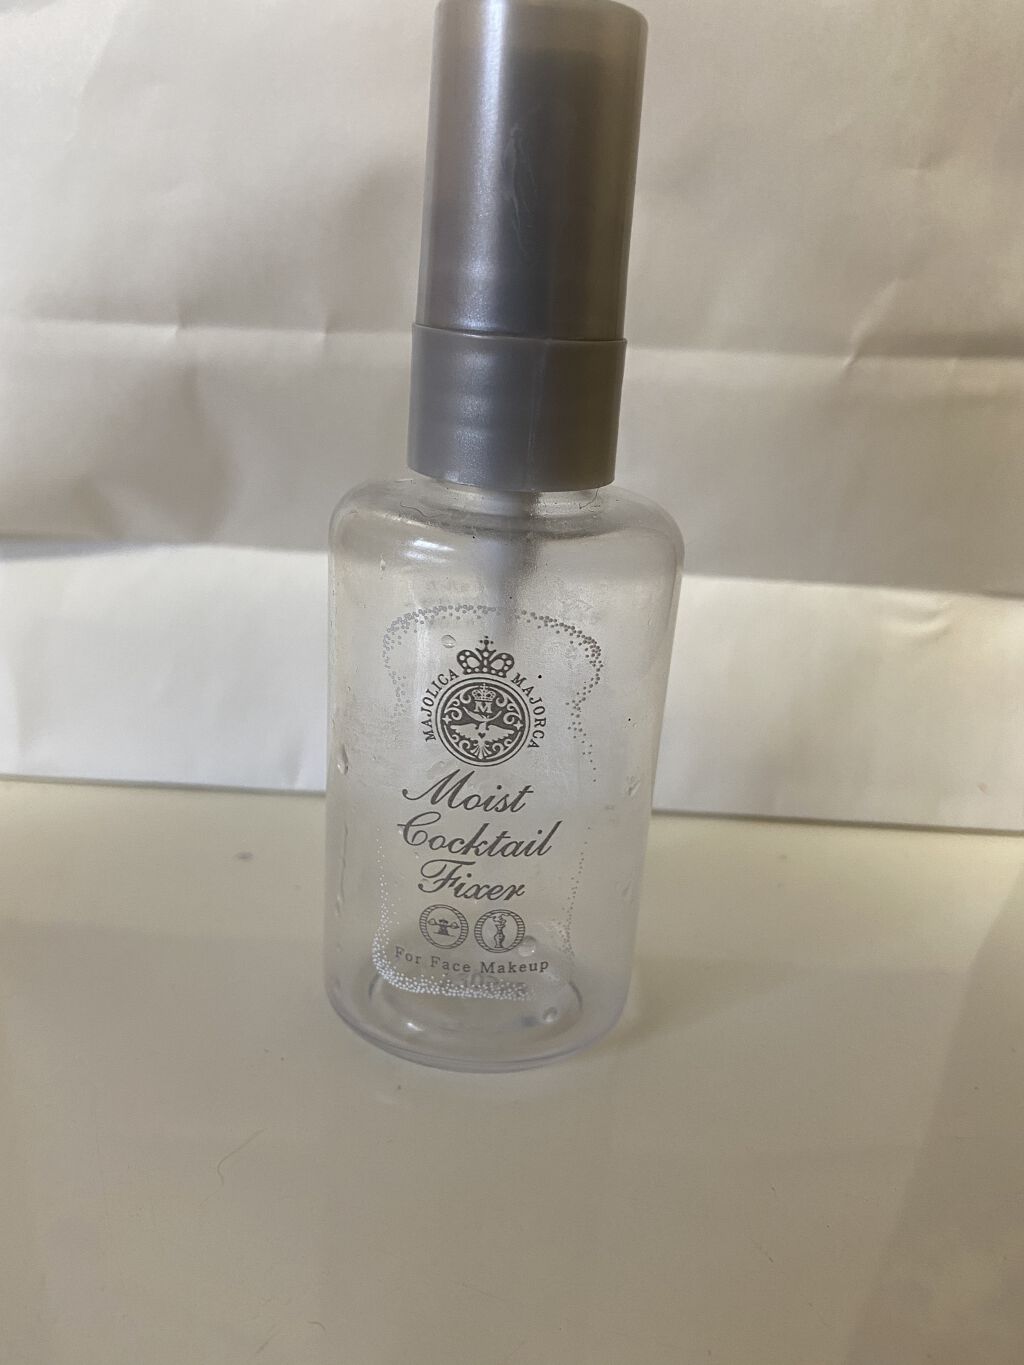 MAJOLICA MAJORCA
M
Moist
Cocktail
Fixer
For Face Makeup